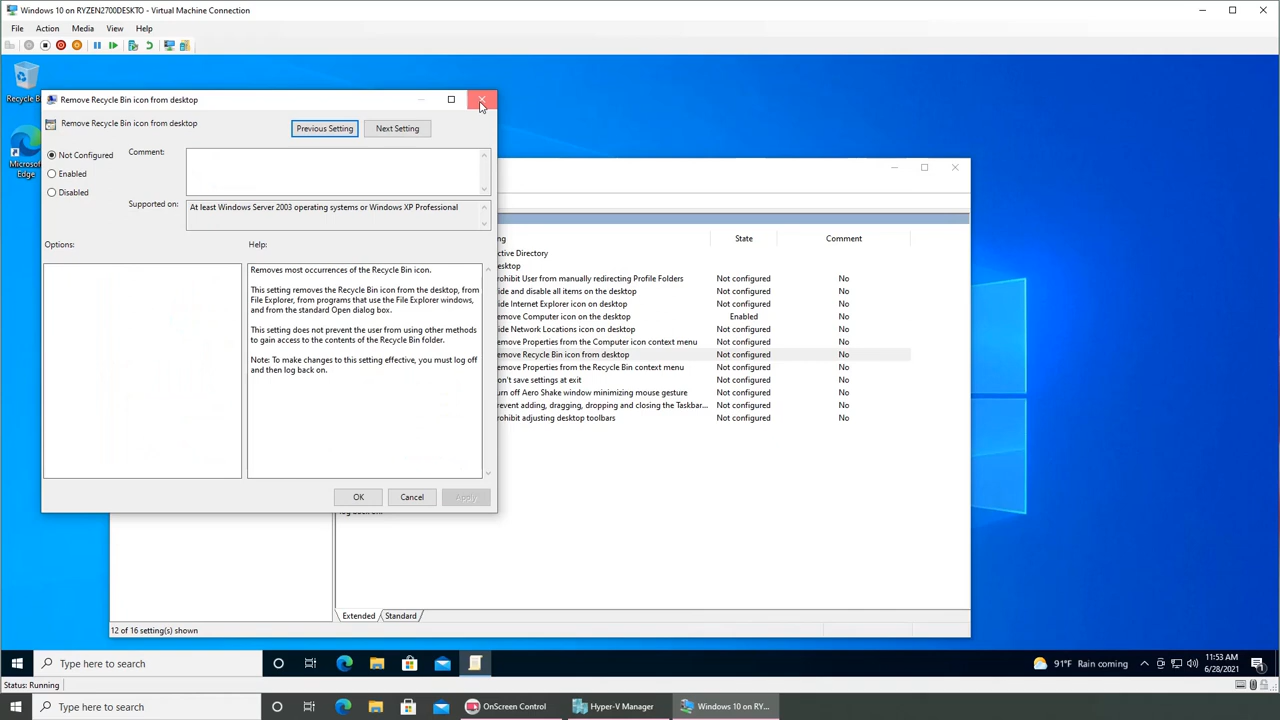 Windows 10 on RYZEN2700DESKTO - Virtual Machine Connection
File Action Media View Help
Recycle B
Remove Recycle Bin icon from desktop
Remove Recycle Bin icon from desktop
Previous Setting Next Setting
Not Configured
Enabled
Disabled
Comment:
Supported on:
At least Windows Server 2003 operating systems or Windows XP Professional
Options:
Help:
Removes most occurrences of the Recycle Bin icon.
This setting removes the Recycle Bin icon from the desktop, from
File Explorer, from programs that use the File Explorer windows,
and from the standard Open dialog box.
This setting does not prevent the user from using other methods
to gain access to the contents of the Recycle Bin folder.
Note: To make changes to this setting effective, you must log off
and then log back on.
OK Cancel Apply
Microsoft
Edge
ng State Comment
ctive Directory
esktop
rohibit User from manually redirecting Profile Folders Not configured No
ide and disable all items on the desktop Not configured No
ide Internet Explorer icon on desktop Not configured No
emove Computer icon on the desktop Enabled No
ide Network Locations icon on desktop Not configured No
emove Properties from the Computer icon context menu Not configured No
emove Recycle Bin icon from desktop Not configured No
emove Properties from the Recycle Bin context menu Not configured No
on't save settings at exit Not configured No
urn off Aero Shake window minimizing mouse gesture Not configured No
revent adding, dragging, dropping and closing the Taskbar... Not configured No
rohibit adjusting desktop toolbars Not configured No
Extended Standard
12 of 16 setting(s) shown
Type here to search
91°F Rain coming
11:53 AM
6/28/2021
1
Status: Running
Type here to search
OnScreen Control
Hyper-V Manager
Windows 10 on RY...